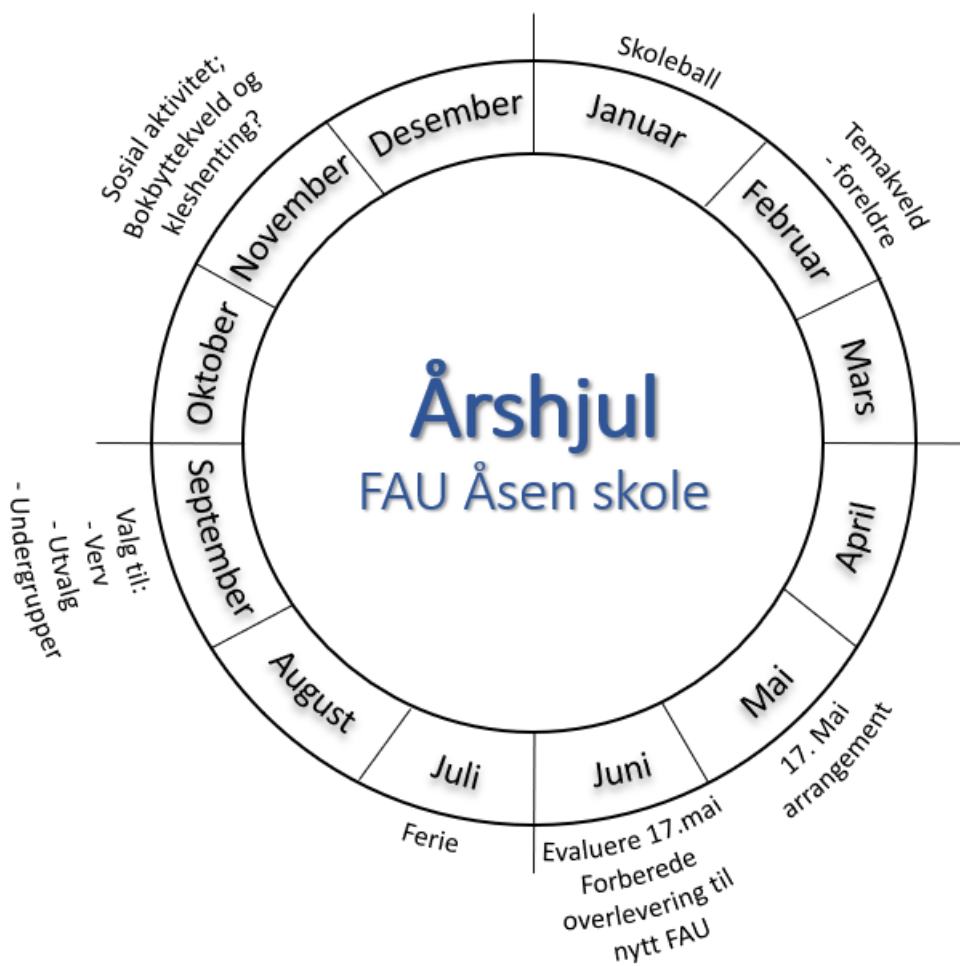 Årshjul
FAU Åsen skole
Januar
Skoleball
Februar
Temakveld
- foreldre
Mars
April
Mai
17. Mai
arrangement
Juni
Evaluere 17.mai
Forberede
overlevering til
nytt FAU
Juli
Ferie
August
September
Valg til:
- Verv
- Utvalg
- Undergrupper
Oktober
November
Sosial aktivitet;
Bokbyttekveld og
kleshenting?
Desember